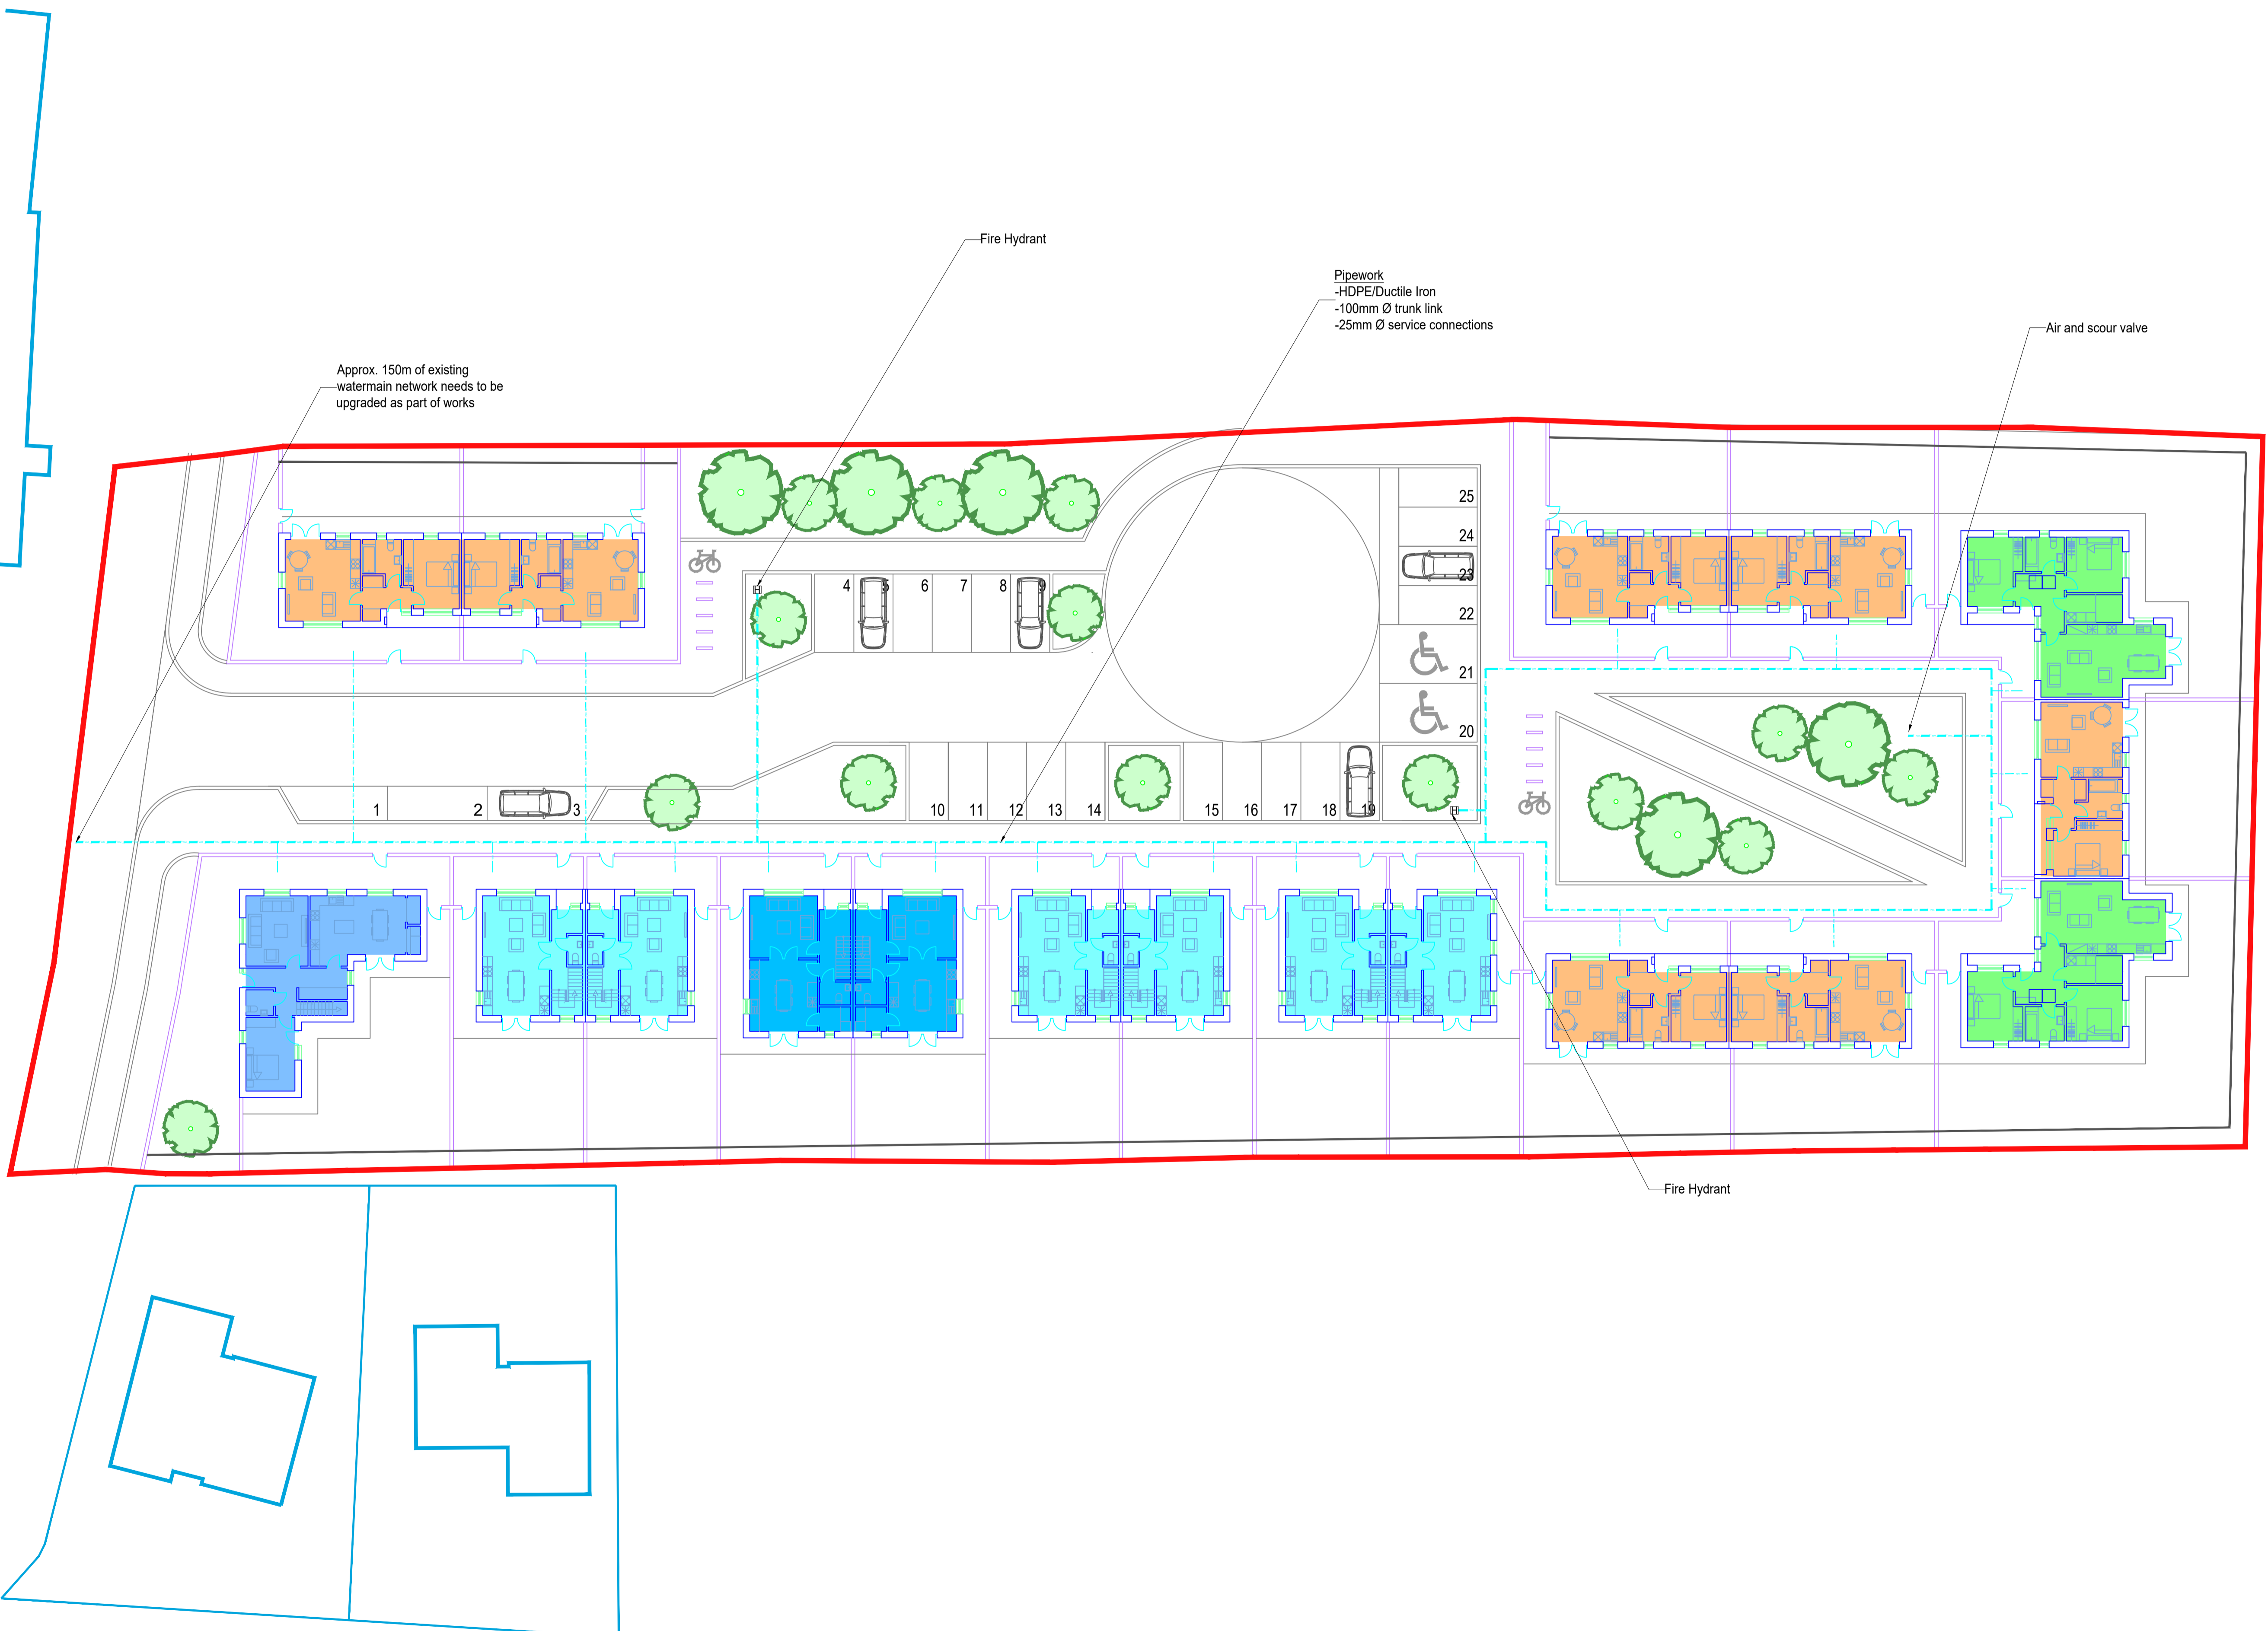 Fire Hydrant
Pipework
-HDPE/Ductile Iron
-100mm Ø trunk link
-25mm Ø service connections
Air and scour valve
Approx. 150m of existing
watermain network needs to be
upgraded as part of works
25
24
23
22
21
20
4 5 6 7 8 9
1 2 3
10 11 12 13 14 15 16 17 18 19
H
H
Fire Hydrant